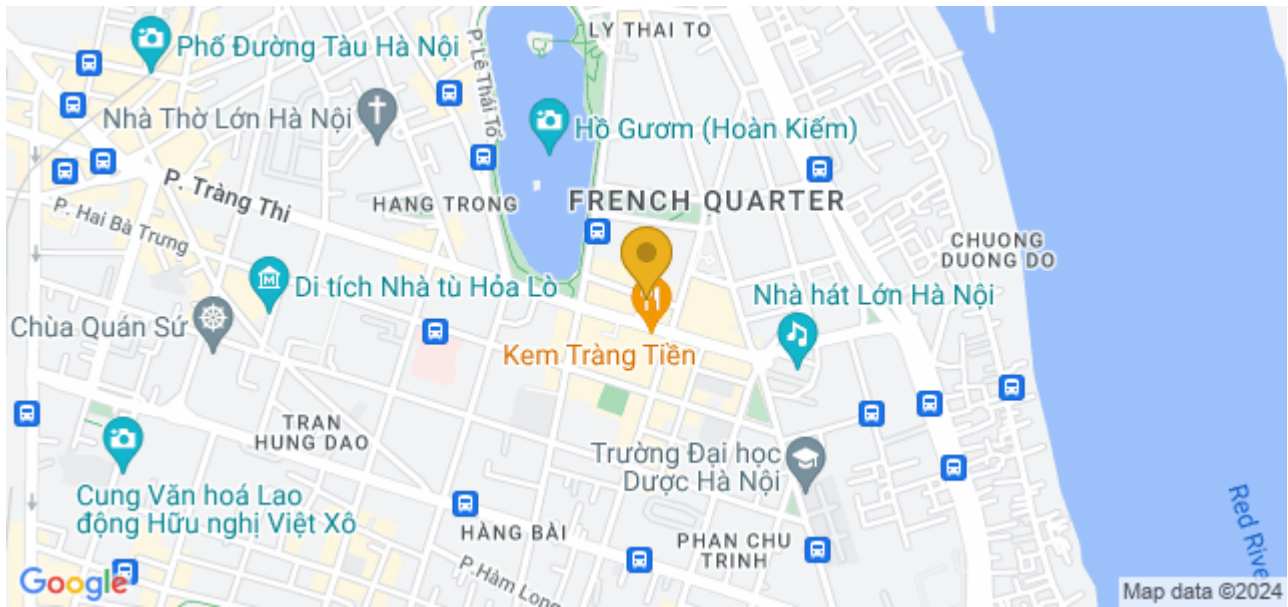 LY THAI TO
Phố Đường Tàu Hà Nội
P. Lê Thái Tổ
Nhà Thờ Lớn Hà Nội
Hồ Gươm (Hoàn Kiếm)
P. Tràng Thi
HANG TRONG
FRENCH QUARTER
P. Hai Bà Trưng
CHUONG
DUONG DO
Di tích Nhà tù Hỏa Lò
Nhà hát Lớn Hà Nội
Chùa Quán Sứ
Kem Tràng Tiền
TRAN
HUNG DAO
Trường Đại học
Dược Hà Nội
Cung Văn hoá Lao
động Hữu nghị Việt Xô
HÀNG BÀI
PHAN CHU
TRINH
P.Hàm Long
Red River
Google
Map data ©2024